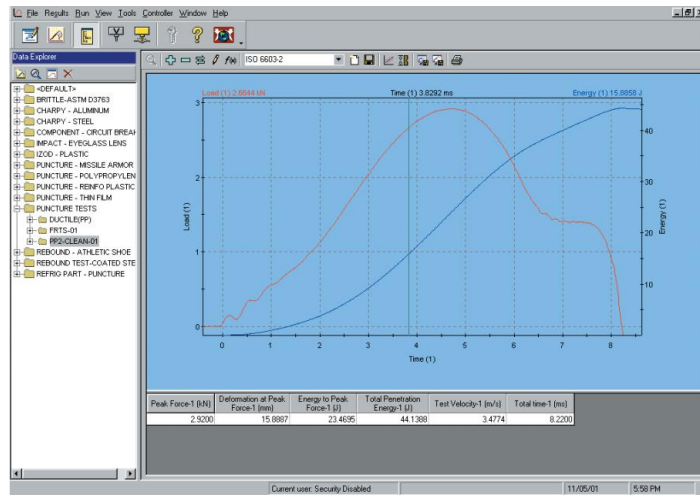 File Results Run View Tools Controller Window Help
Data Explorer
ISO 6603-2
<DEFAULT>
BRITTLE-ASTM D3763
CHARPY - ALUMINUM
CHARPY - STEEL
COMPONENT - CIRCUIT BREAK
IMPACT - EYEGLASS LENS
IZOD - PLASTIC
PUNCTURE - MISSILE ARMOR
PUNCTURE - POLYPROPYLEN
PUNCTURE - REINFO PLASTIC
PUNCTURE - THIN FILM
PUNCTURE TESTS
DUCTILE(PP)
FRTS-01
PP2-CLEAN-01
REBOUND - ATHLETIC SHOE
REBOUND TEST-COATED STE
REFRIG PART - PUNCTURE
Load (1) 2.6644 kN Time (1) 3.8292 ms Energy (1) 15.8858 J
3
2
1
0
Load (1)
40
30
20
10
Energy (1)
0 1 2 3 4 5 6 7 8
Time (1)
Peak Force-1 (kN) Deformation at Peak Force-1 (mm) Energy to Peak Force-1 (J) Total Penetration Energy-1 (J) Test Velocity-1 (m/s) Total time-1 (ms)
2.9200 15.8887 23.4695 44.1388 3.4774 8.2200
Current user: Security Disabled 11/05/01 5:58 PM